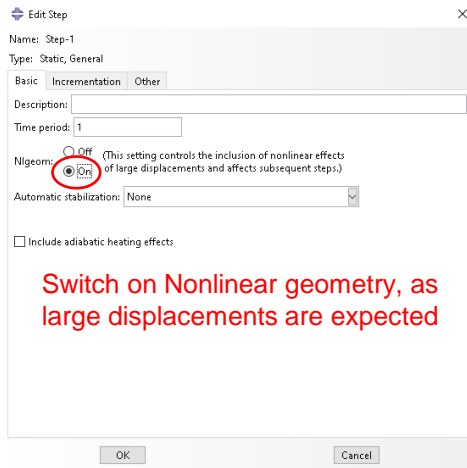 Edit Step
Name: Step-1
Type: Static, General
Basic Incrementation Other
Description:
Time period: 1
Nlgeom: Off (This setting controls the inclusion of nonlinear effects
On of large displacements and affects subsequent steps.)
Automatic stabilization: None
Include adiabatic heating effects
Switch on Nonlinear geometry, as
large displacements are expected
OK Cancel